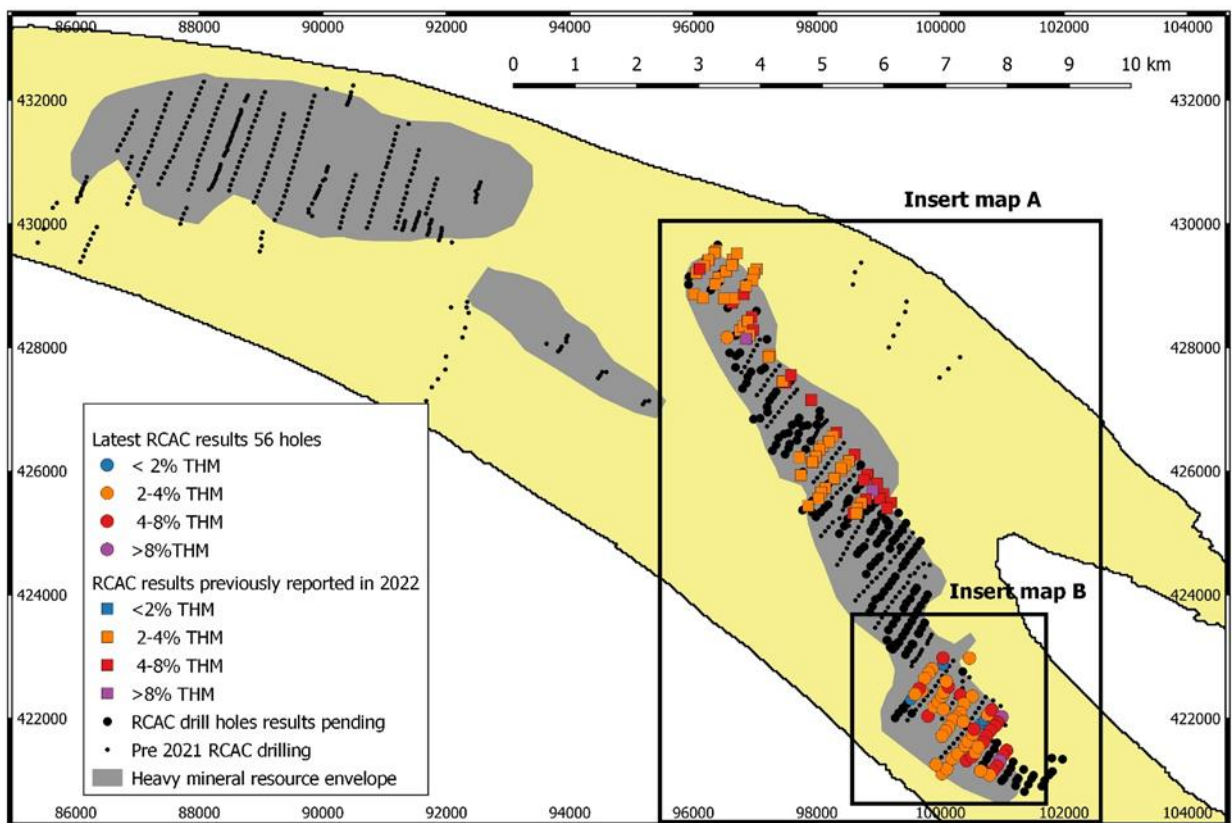 86000 88000 90000 92000 94000 96000 98000 100000 102000 104000
0 1 2 3 4 5 6 7 8 9 10 km
432000 432000
Insert map A
430000 430000
428000 428000
Latest RCAC results 56 holes
< 2% THM
2-4% THM
4-8% THM
>8%THM
RCAC results previously reported in 2022
<2% THM
2-4% THM
4-8% THM
>8% THM
RCAC drill holes results pending
Pre 2021 RCAC drilling
Heavy mineral resource envelope
426000 426000
424000 424000
Insert map B
422000 422000
86000 88000 90000 92000 94000 96000 98000 100000 102000 104000